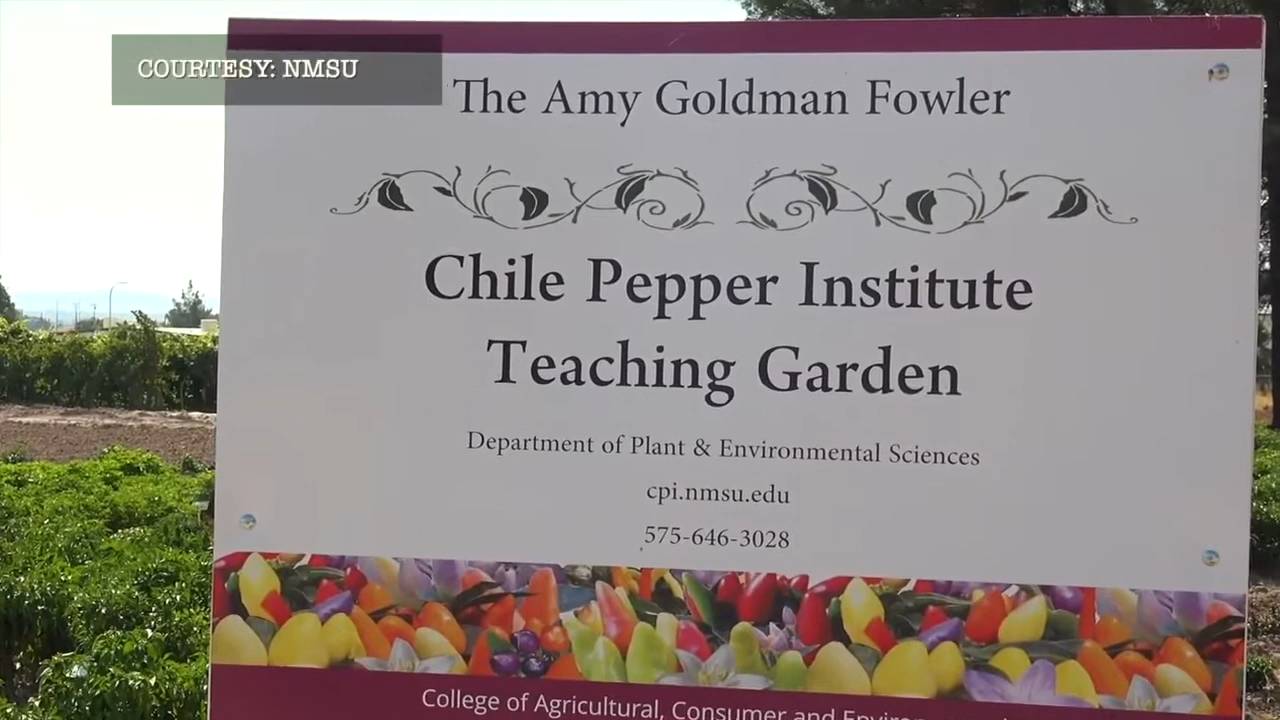 COURTESY: NMSU
The Amy Goldman Fowler
Chile Pepper Institute
Teaching Garden
Department of Plant & Environmental Sciences
cpi.nmsu.edu
575-646-3028
College of Agricultural, Consumer and